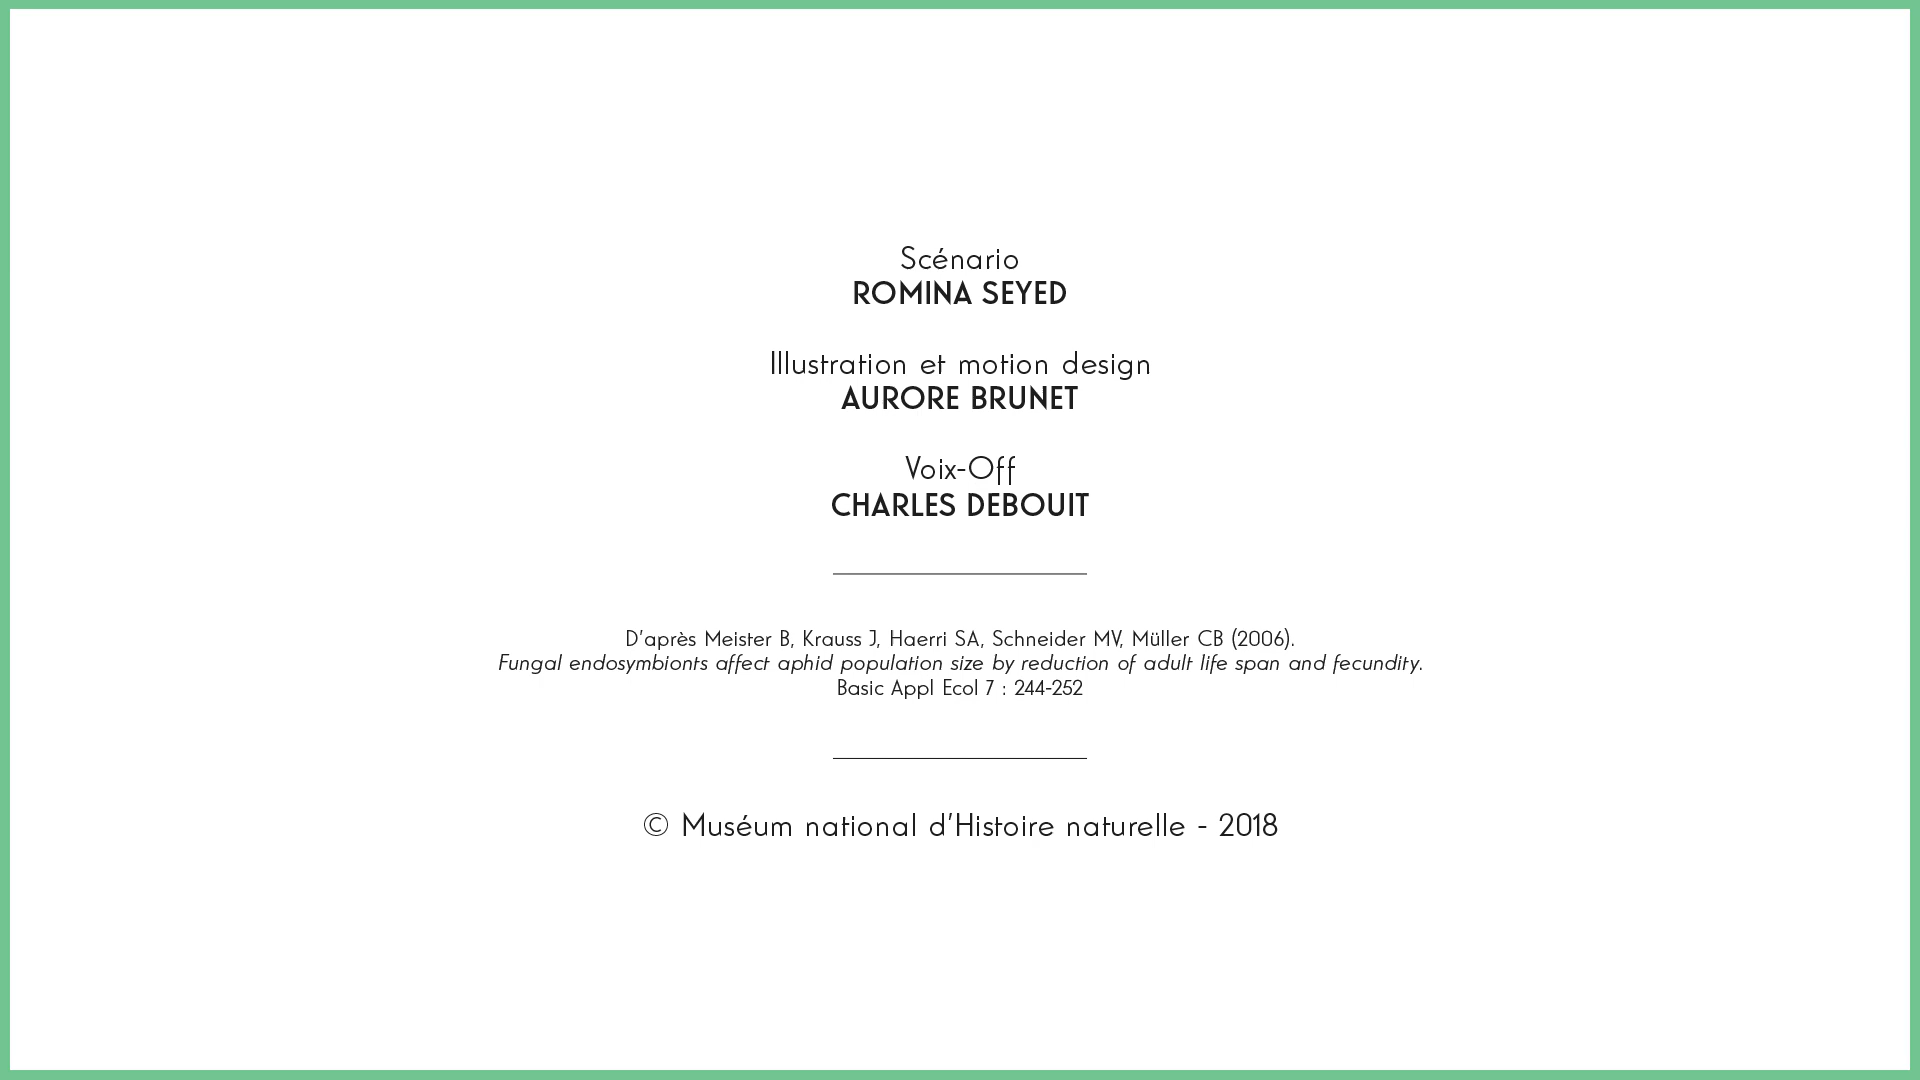 Scénario
ROMINA SEYED
Illustration et motion design
AURORE BRUNET
Voix-Off
CHARLES DEBOUIT
D'après Meister B, Krauss J, Haerri SA, Schneider MV, Müller CB (2006).
Fungal endosymbionts affect aphid population size by reduction of adult life span and fecundity.
Basic Appl Ecol 7 : 244-252
© Muséum national d'Histoire naturelle - 2018